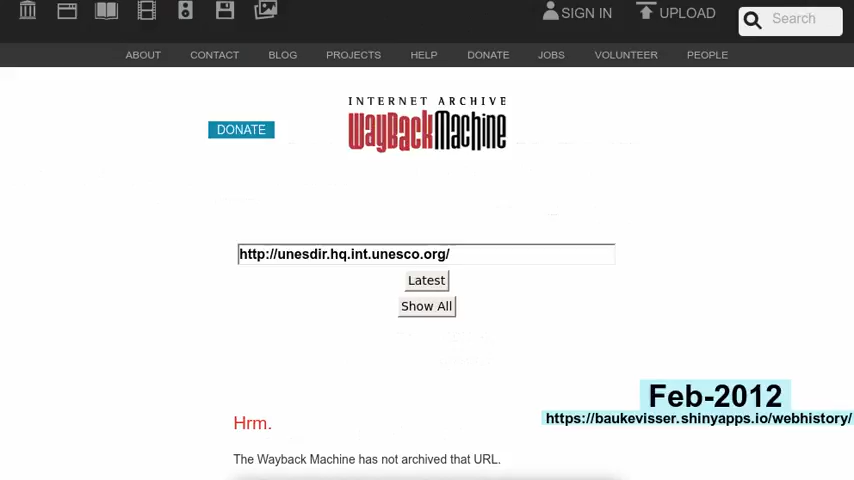 SIGN IN
UPLOAD
Search
ABOUT
CONTACT
BLOG
PROJECTS
HELP
DONATE
JOBS
VOLUNTEER
PEOPLE
INTERNET ARCHIVE
WayBackMachine
DONATE
http://unesdir.hq.int.unesco.org/
Latest
Show All
Feb-2012
https://baukevisser.shinyapps.io/webhistory/
Hrm.
The Wayback Machine has not archived that URL.